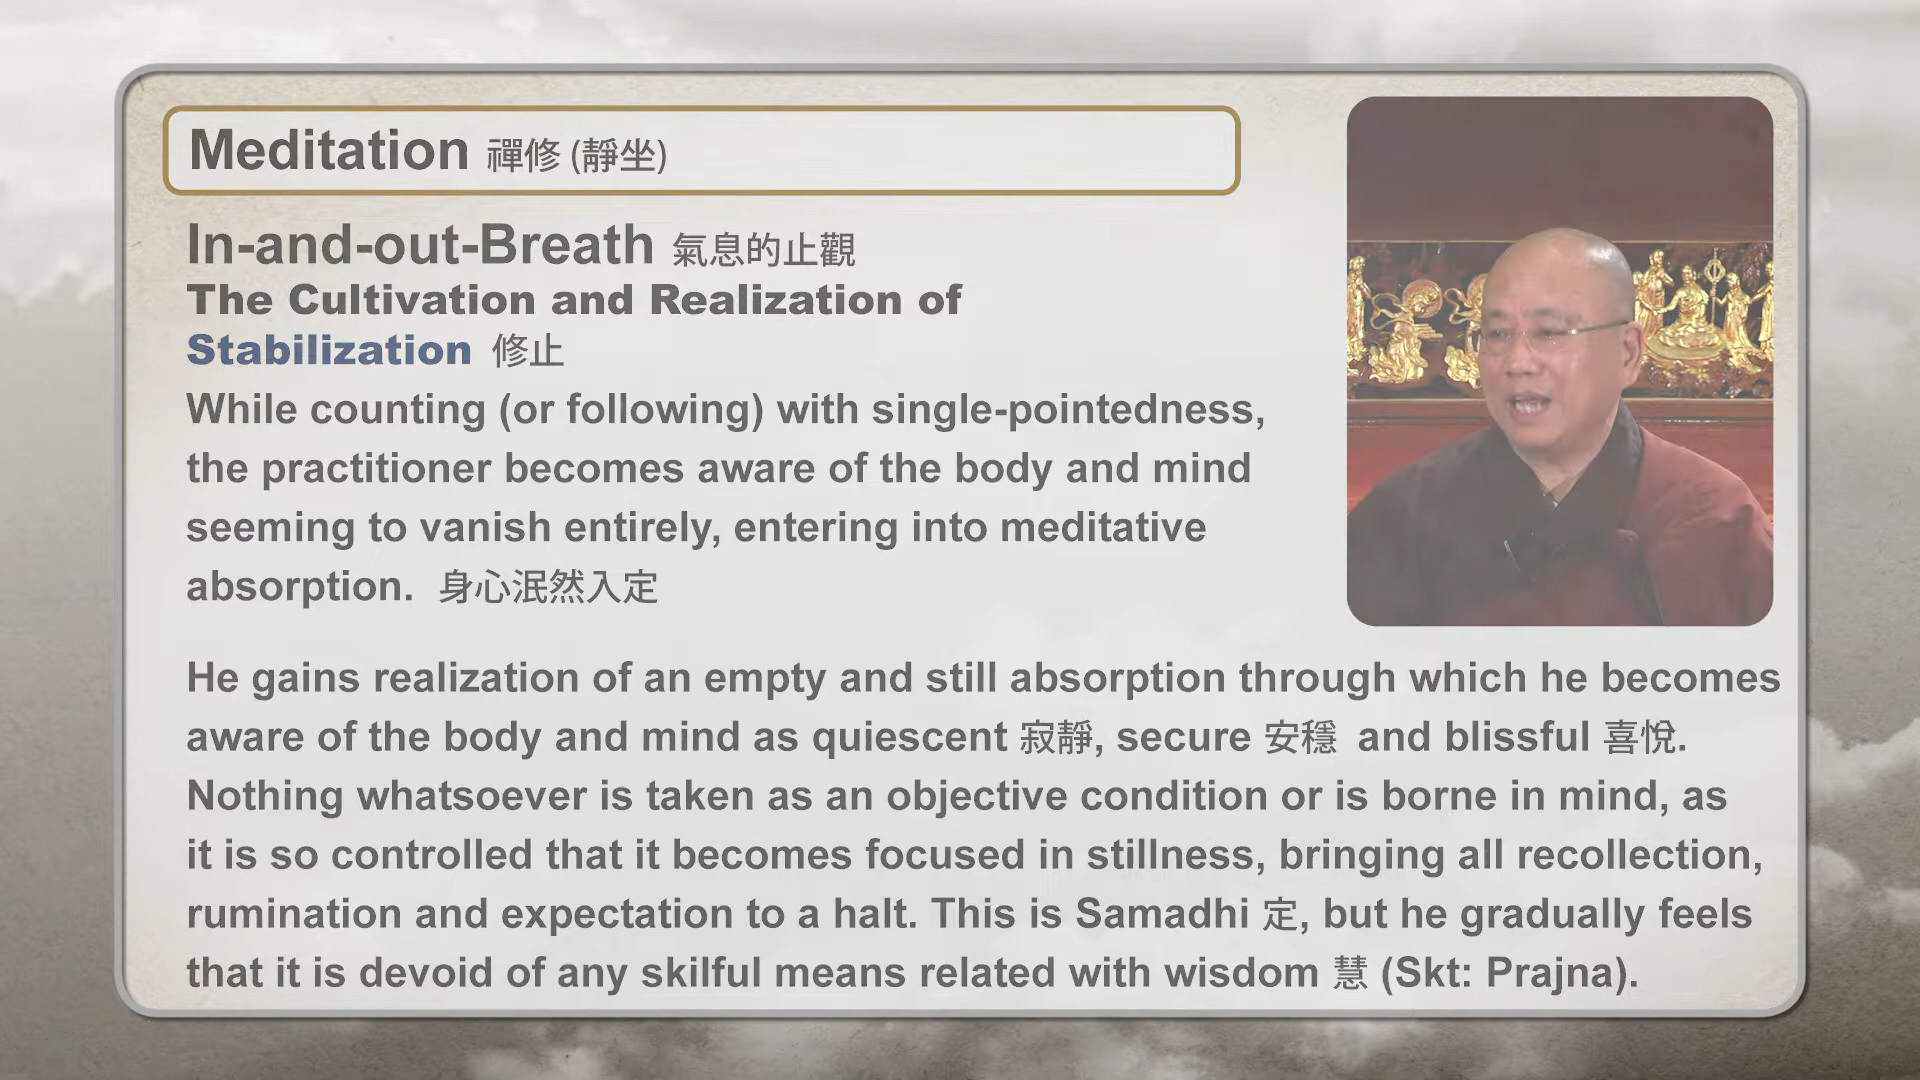 Meditation 禪修 (靜坐)
In-and-out-Breath 氣息的止觀
The Cultivation and Realization of
Stabilization 修止
While counting (or following) with single-pointedness,
the practitioner becomes aware of the body and mind
seeming to vanish entirely, entering into meditative
absorption. 身心泯然入定
He gains realization of an empty and still absorption through which he becomes
aware of the body and mind as quiescent 寂靜, secure 安穩 and blissful 喜悅.
Nothing whatsoever is taken as an objective condition or is borne in mind, as
it is so controlled that it becomes focused in stillness, bringing all recollection,
rumination and expectation to a halt. This is Samadhi 定, but he gradually feels
that it is devoid of any skilful means related with wisdom 慧 (Skt: Prajna).